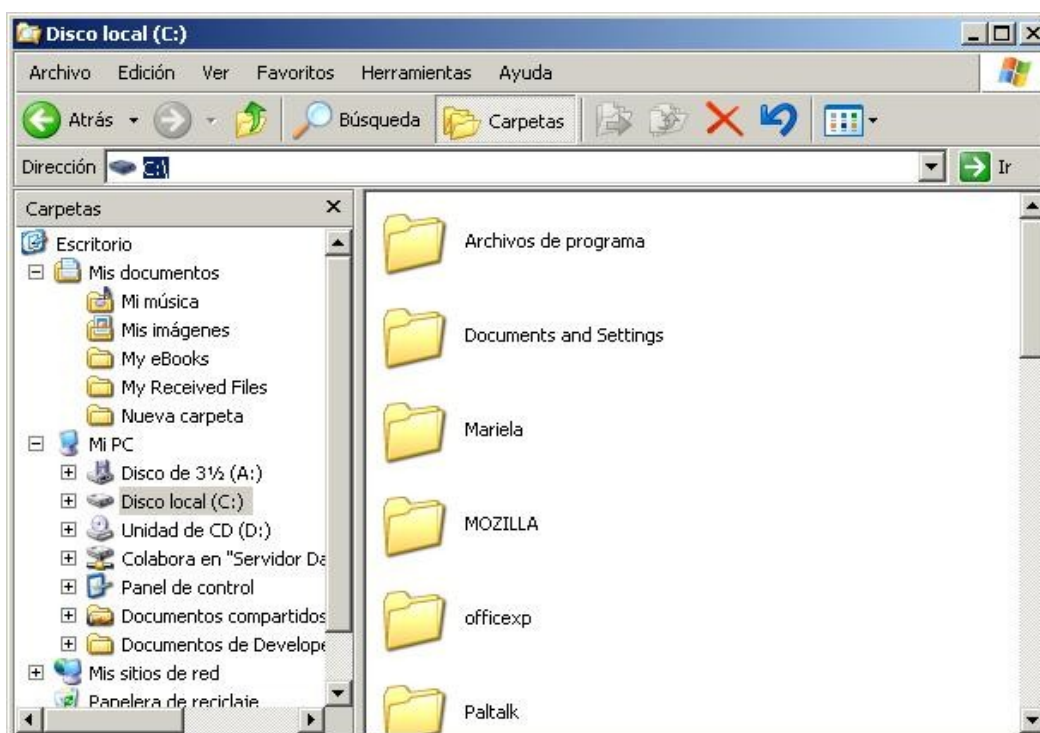 Disco local (C:)
Archivo Edición Ver Favoritos Herramientas Ayuda
Atrás Búsqueda Carpetas
Dirección C:\ Ir
Carpetas
Escritorio
Mis documentos
Mi música
Mis imágenes
My eBooks
My Received Files
Nueva carpeta
Mi PC
Disco de 3½ (A:)
Disco local (C:)
Unidad de CD (D:)
Colabora en "Servidor Da
Panel de control
Documentos compartidos
Documentos de Develope
Mis sitios de red
Papelera de reciclaje
Archivos de programa
Documents and Settings
Mariela
MOZILLA
officexp
Paltalk